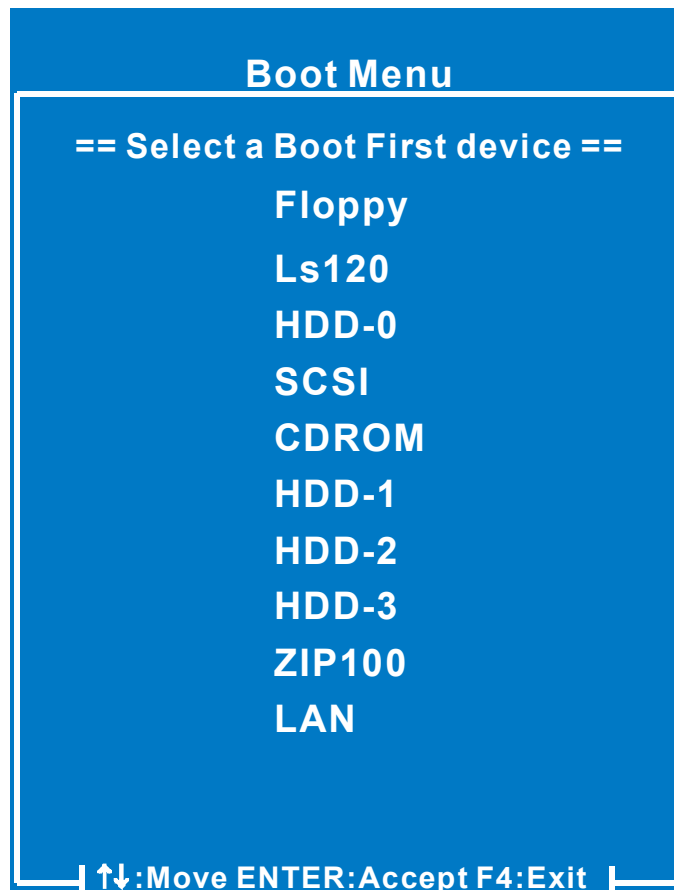 Boot Menu
== Select a Boot First device ==
Floppy
Ls120
HDD-0
SCSI
CDROM
HDD-1
HDD-2
HDD-3
ZIP100
LAN
↑↓:Move ENTER:Accept F4:Exit